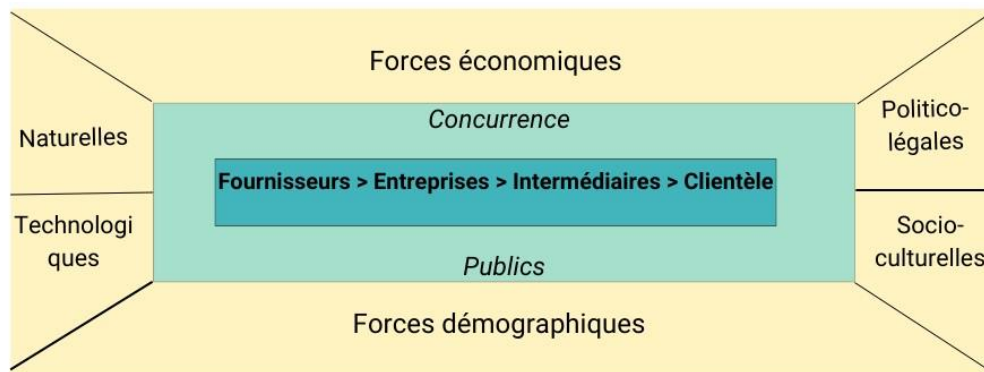 Forces économiques
Naturelles
Concurrence
Politico-
légales
Fournisseurs > Entreprises > Intermédiaires > Clientèle
Technologi
ques
Publics
Socio-
culturelles
Forces démographiques